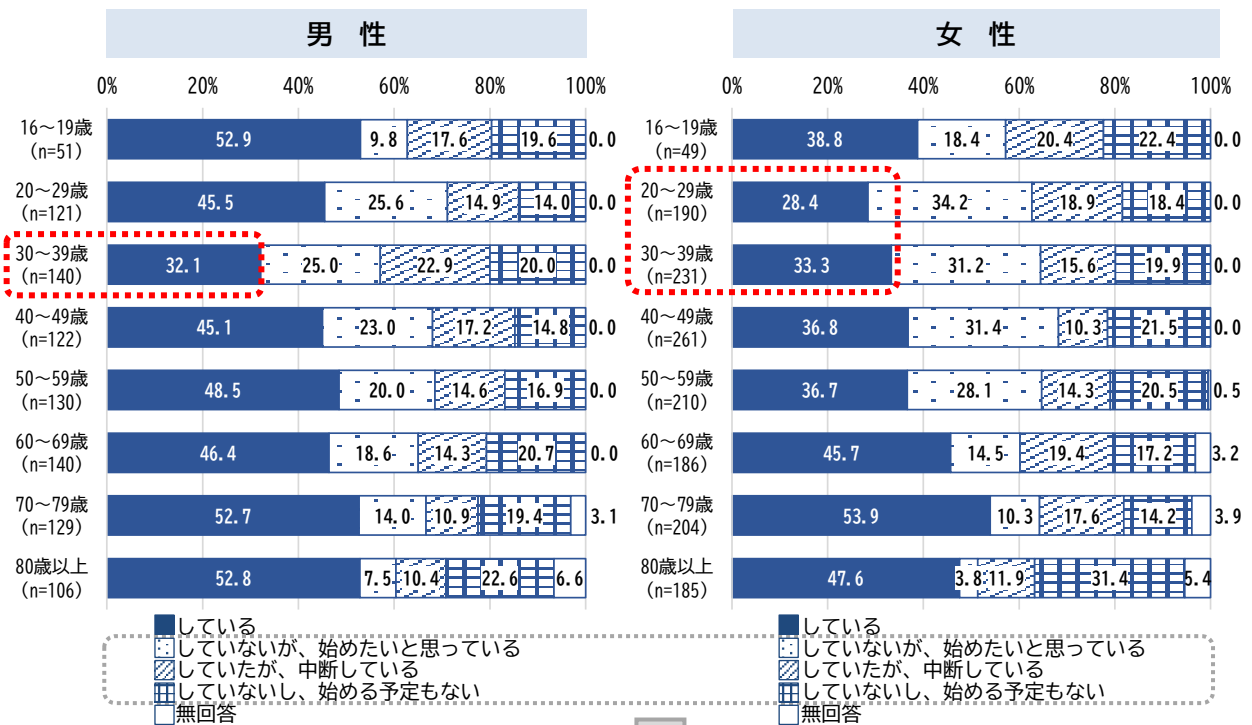 男 性
0% 20% 40% 60% 80% 100%
16～19歳
(n=51)
52.9 9.8 17.6 19.6 0.0
20～29歳
(n=121)
45.5 25.6 14.9 14.0 0.0
30～39歳
(n=140)
32.1 25.0 22.9 20.0 0.0
40～49歳
(n=122)
45.1 23.0 17.2 14.8 0.0
50～59歳
(n=130)
48.5 20.0 14.6 16.9 0.0
60～69歳
(n=140)
46.4 18.6 14.3 20.7 0.0
70～79歳
(n=129)
52.7 14.0 10.9 19.4 3.1
80歳以上
(n=106)
52.8 7.5 10.4 22.6 6.6
している
していないが、始めたいと思っている
していたが、中断している
していないし、始める予定もない
無回答
女 性
0% 20% 40% 60% 80% 100%
16～19歳
(n=49)
38.8 18.4 20.4 22.4 0.0
20～29歳
(n=190)
28.4 34.2 18.9 18.4 0.0
30～39歳
(n=231)
33.3 31.2 15.6 19.9 0.0
40～49歳
(n=261)
36.8 31.4 10.3 21.5 0.0
50～59歳
(n=210)
36.7 28.1 14.3 20.5 0.5
60～69歳
(n=186)
45.7 14.5 19.4 17.2 3.2
70～79歳
(n=204)
53.9 10.3 17.6 14.2 3.9
80歳以上
(n=185)
47.6 3.8 11.9 31.4 5.4
している
していないが、始めたいと思っている
していたが、中断している
していないし、始める予定もない
無回答